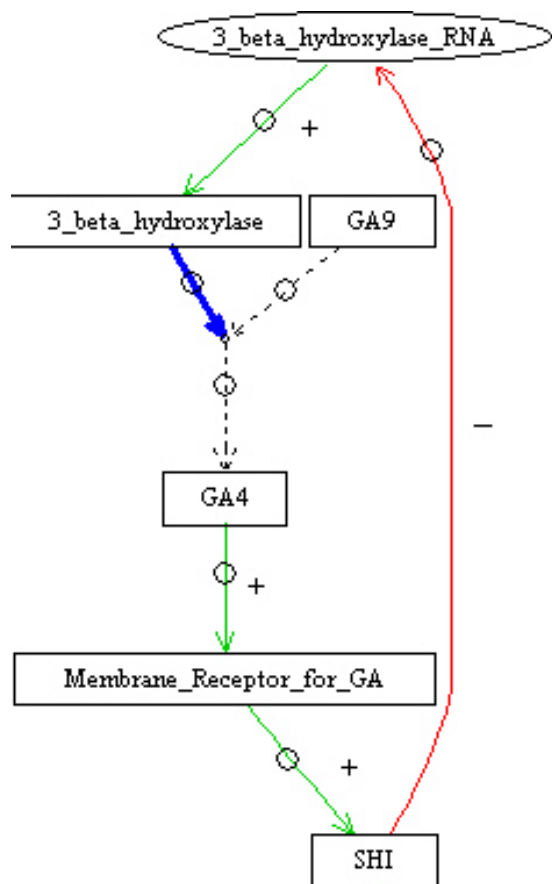 3_beta_hydroxylase_RNA
+
3_beta_hydroxylase
GA9
GA4
–
+
Membrane_Receptor_for_GA
+
SHI